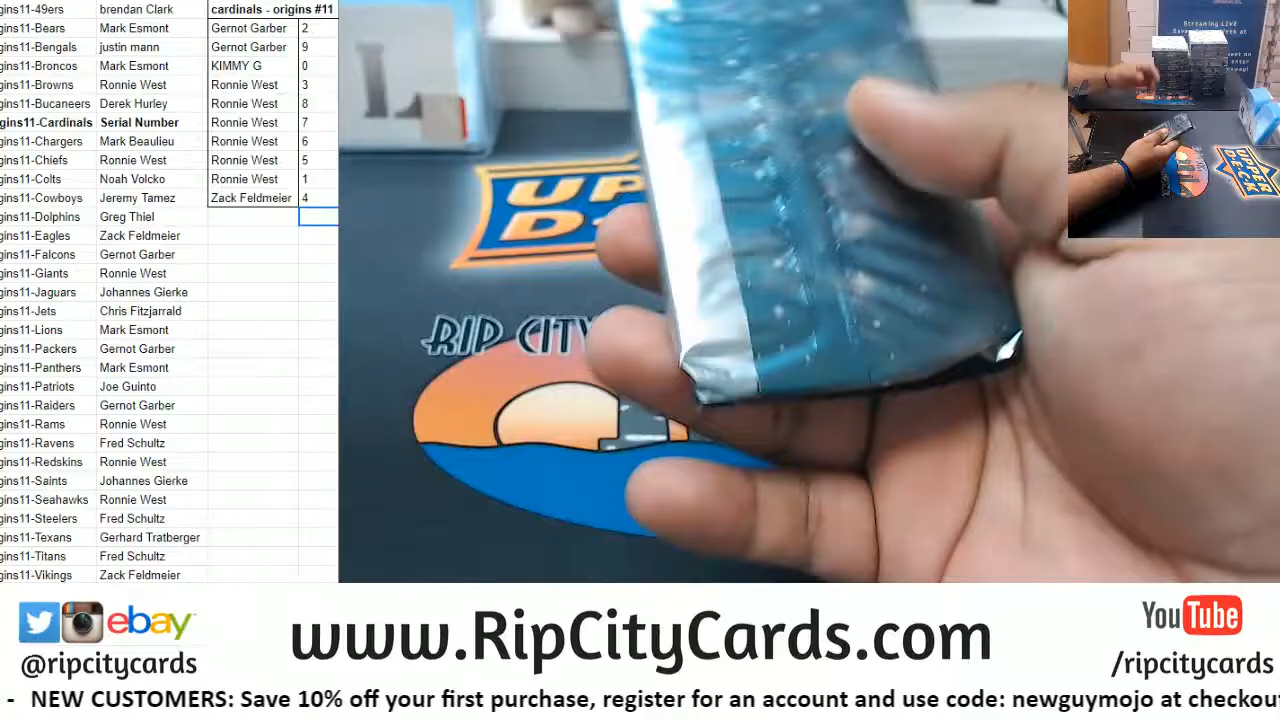 gins11-49ers brendan Clark cardinals - origins #11
gins11-Bears Mark Esmont Gernot Garber 2
gins11-Bengals justin mann Gernot Garber 9
gins11-Broncos Mark Esmont KIMMY G 0
gins11-Browns Ronnie West Ronnie West 3
gins11-Bucaneers Derek Hurley Ronnie West 8
gins11-Cardinals Serial Number Ronnie West 7
gins11-Chargers Mark Beaulieu Ronnie West 6
gins11-Chiefs Ronnie West Ronnie West 5
gins11-Colts Noah Volcko Ronnie West 1
gins11-Cowboys Jeremy Tamez Zack Feldmeier 4
gins11-Dolphins Greg Thiel
gins11-Eagles Zack Feldmeier
gins11-Falcons Gernot Garber
gins11-Giants Ronnie West
gins11-Jaguars Johannes Gierke
gins11-Jets Chris Fitzjarrald
gins11-Lions Mark Esmont
gins11-Packers Gernot Garber
gins11-Panthers Mark Esmont
gins11-Patriots Joe Guinto
gins11-Raiders Gernot Garber
gins11-Rams Ronnie West
gins11-Ravens Fred Schultz
gins11-Redskins Ronnie West
gins11-Saints Johannes Gierke
gins11-Seahawks Ronnie West
gins11-Steelers Fred Schultz
gins11-Texans Gerhard Tratberger
gins11-Titans Fred Schultz
gins11-Vikings Zack Feldmeier
UP
D
RIP CITY
Streaming LIVE
UPPER
DECK
ebay
@ripcitycards
www.RipCityCards.com
YouTube
/ripcitycards
- NEW CUSTOMERS: Save 10% off your first purchase, register for an account and use code: newguymojo at checkou